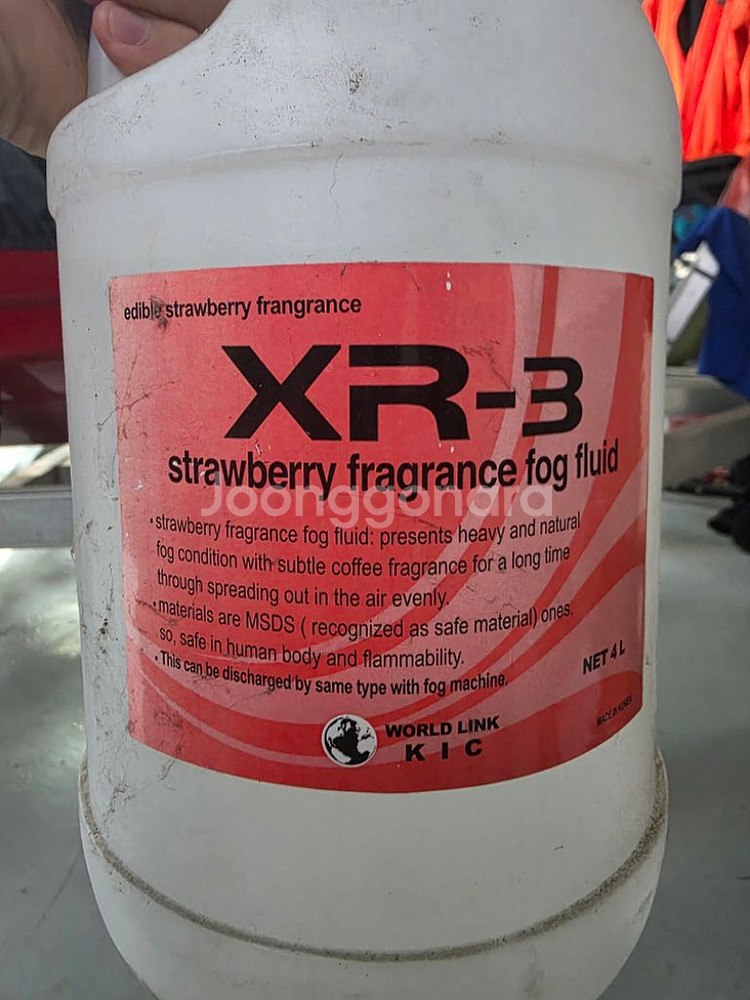 edible strawberry frangrance
XR-3
strawberry fragrance fog fluid
Joonggonara
•strawberry fragrance fog fluid: presents heavy and natural
fog condition with subtle coffee fragrance for a long time
through spreading out in the air evenly.
•materials are MSDS ( recognized as safe material) ones.
so, safe in human body and flammability.
•This can be discharged by same type with fog machine.
NET 4 L
MADE IN KOREA
WORLD LINK
K I C